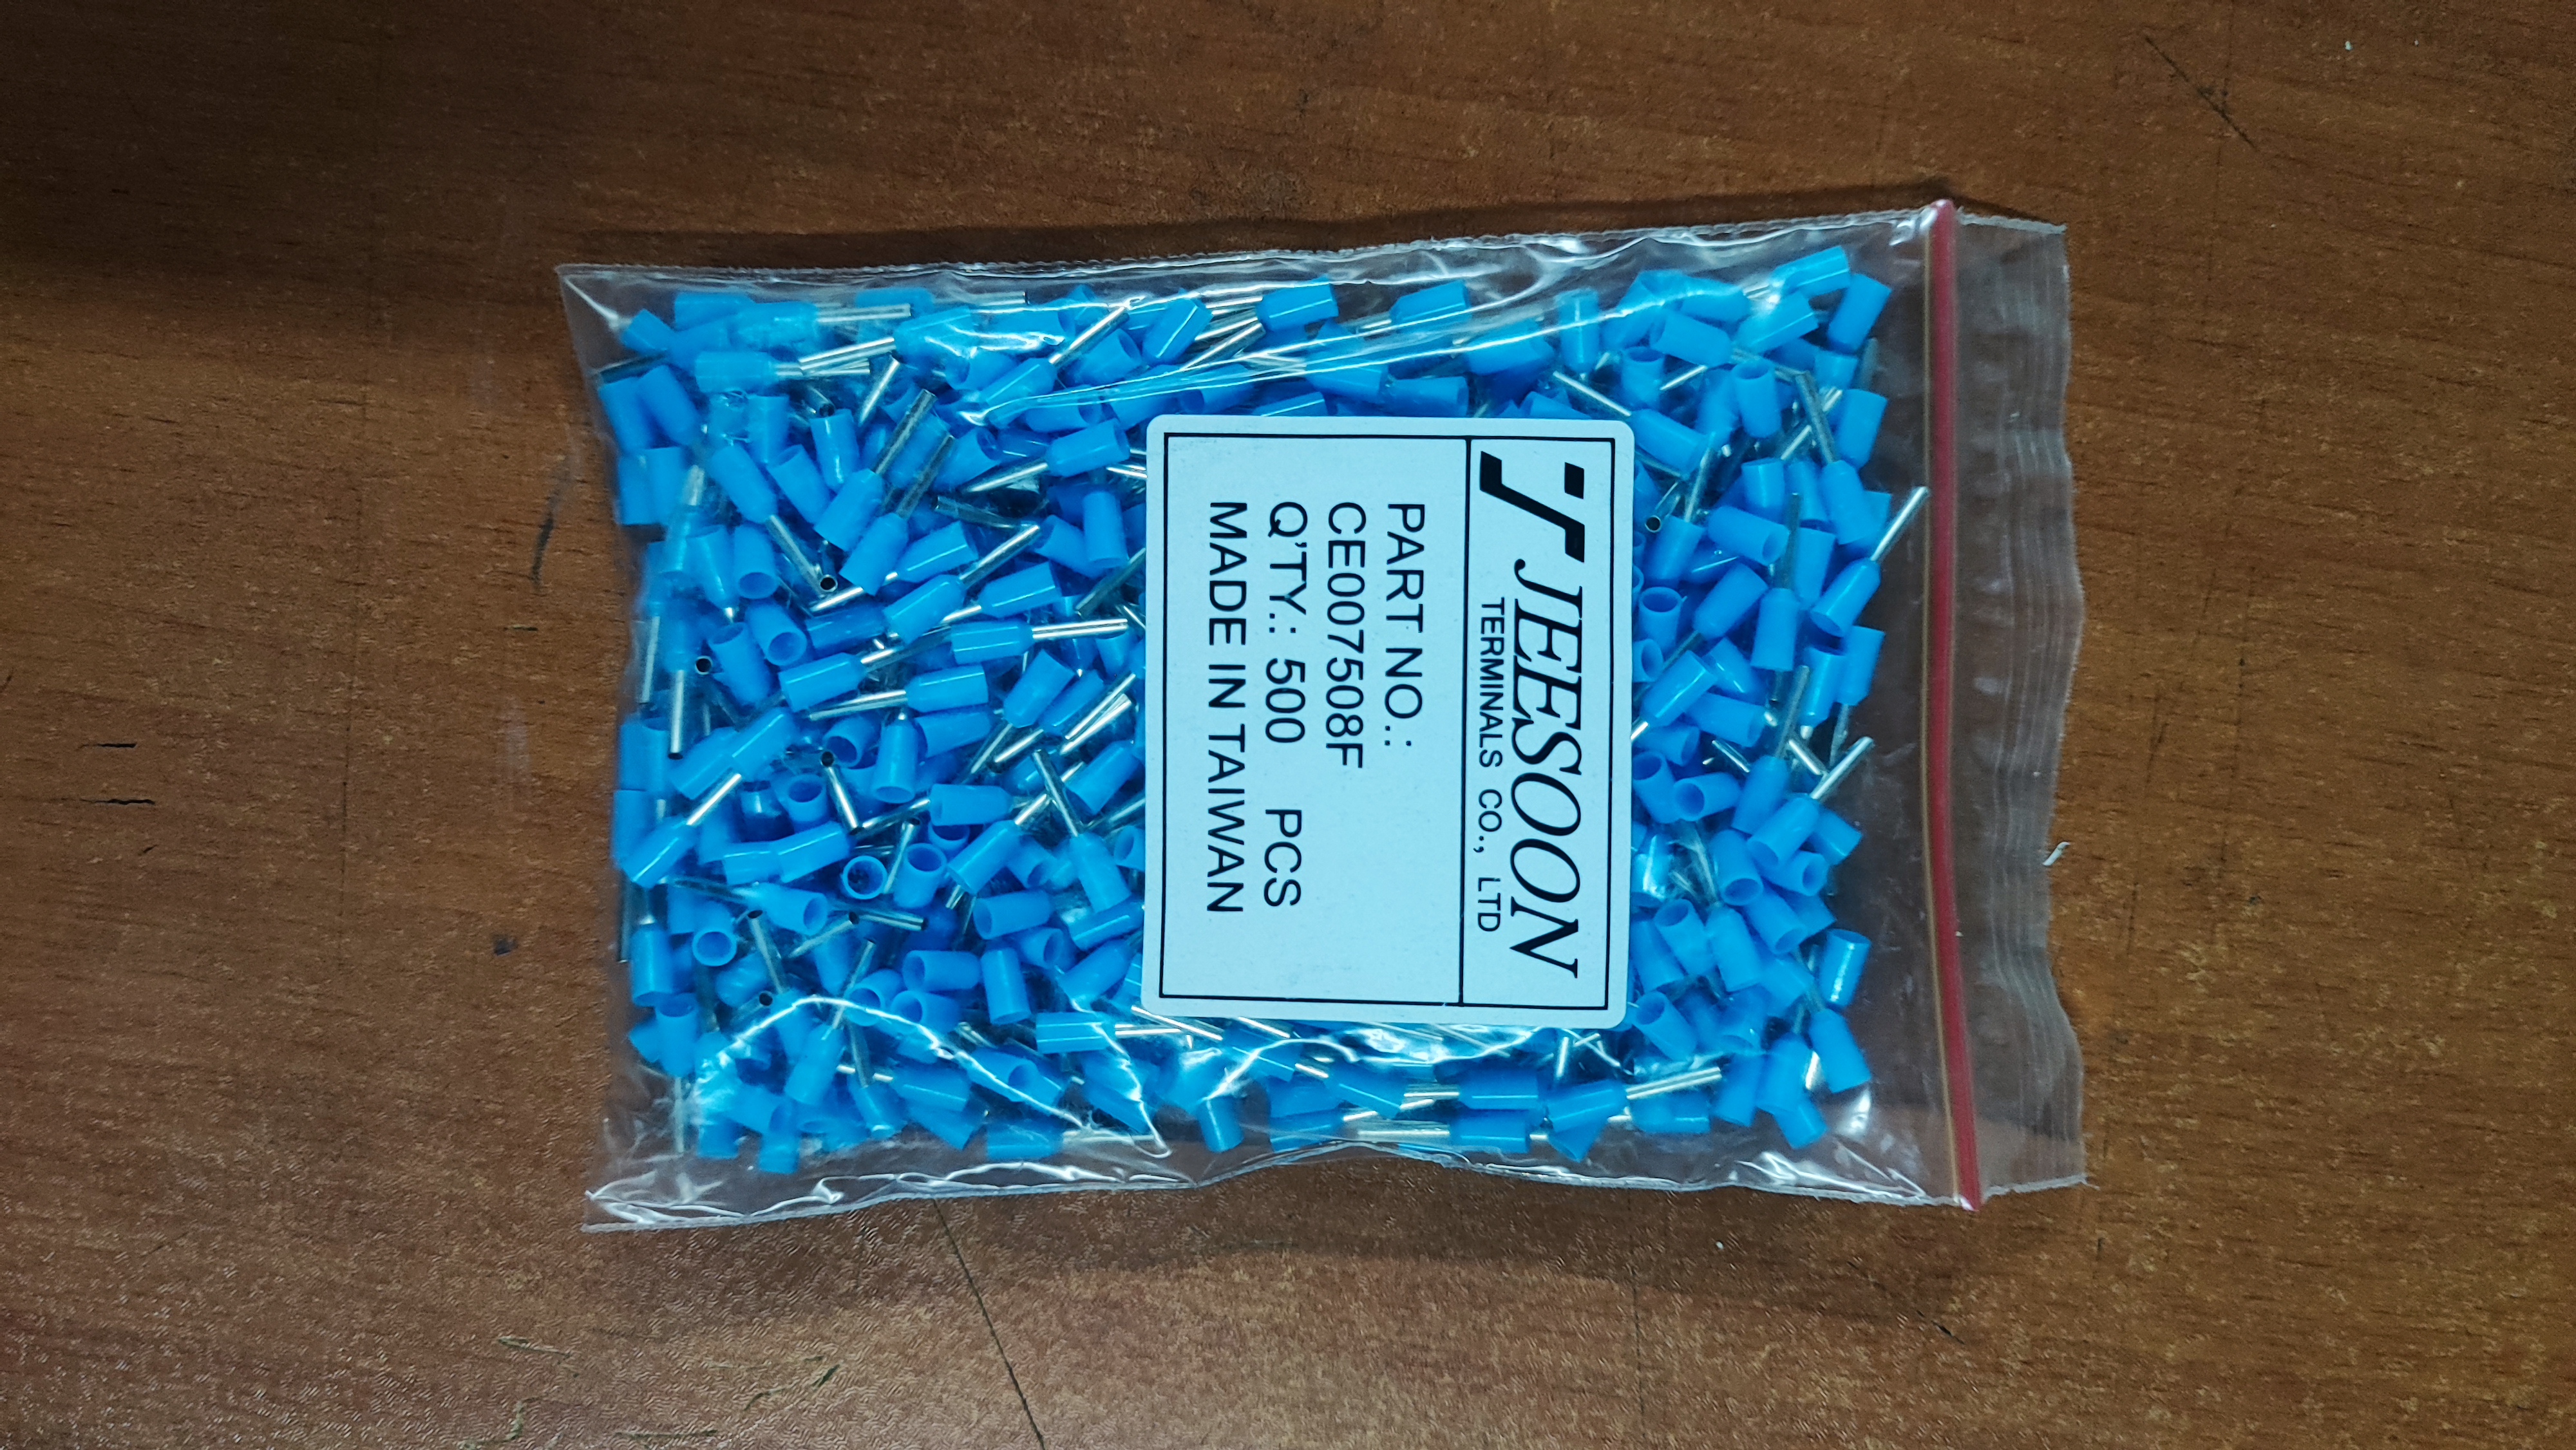 JEESOON
TERMINALS CO., LTD
PART NO.:
CE007508F
Q'TY.: 500 PCS
MADE IN TAIWAN